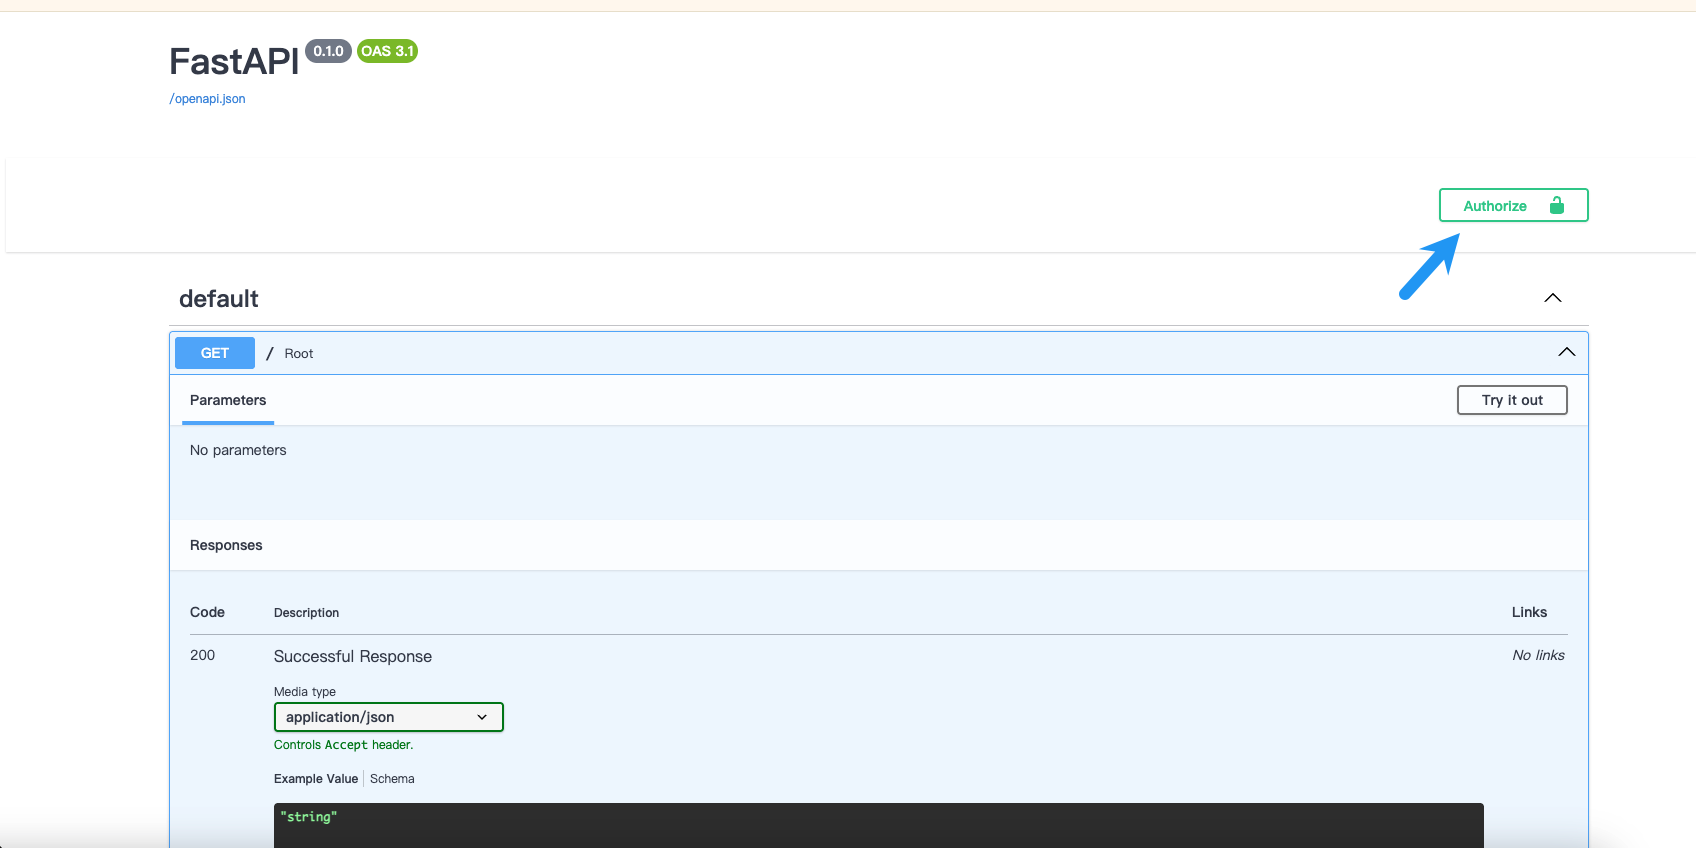 FastAPI 0.1.0 OAS 3.1
/openapi.json
Authorize
default
GET / Root
Parameters Try it out
No parameters
Responses
Code Description Links
200 Successful Response No links
Media type
application/json
Controls Accept header.
Example Value Schema
"string"